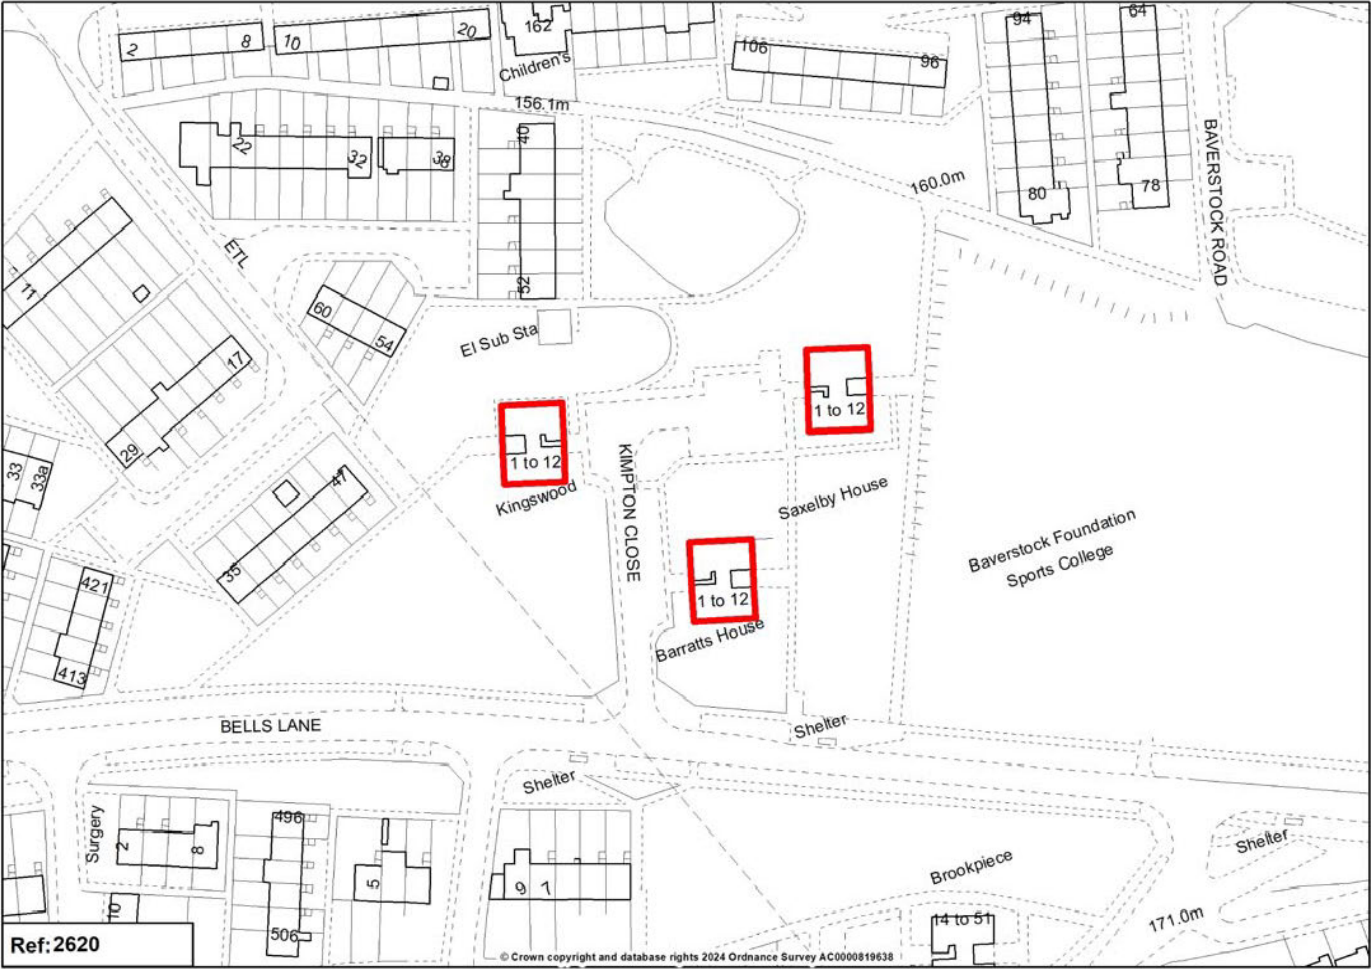 2
8
10
20
162
Children's
106
96
94
64
156.1m
22
32
38
40
52
160.0m
80
78
BAVERSTOCK ROAD
ETL
11
60
54
El Sub Sta
17
29
33
33a
47
35
1 to 12
Kingswood
KIMPTON CLOSE
1 to 12
Saxelby House
1 to 12
Barratts House
Baverstock Foundation
Sports College
421
413
BELLS LANE
Shelter
Shelter
Surgery
2
8
496
506
5
9
7
10
Brookpiece
14 to 51
Shelter
171.0m
Ref:2620
© Crown copyright and database rights 2024 Ordnance Survey AC0000819638